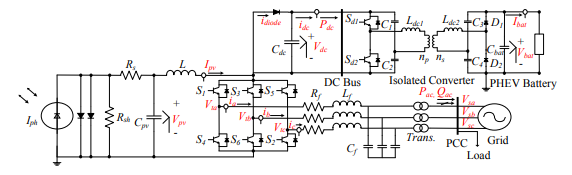 i_diode i_dc P_dc S_d1 C_1 L_dc1 L_dc2 C_3 D_1 I_bat
C_dc + V_dc - C_bat + V_bat -
S_d2 C_2 n_p n_s C_4 D_2
DC Bus Isolated Converter PHEV Battery
R_s L I_pv
S_1 S_3 S_5 R_f L_f P_ac, Q_ac V_sa
I_ph R_sh C_pv + V_pv - V_ta i_a V_tb i_b V_tc i_c V_sb V_sc
S_4 S_6 S_2 C_f Trans. PCC Grid
Load